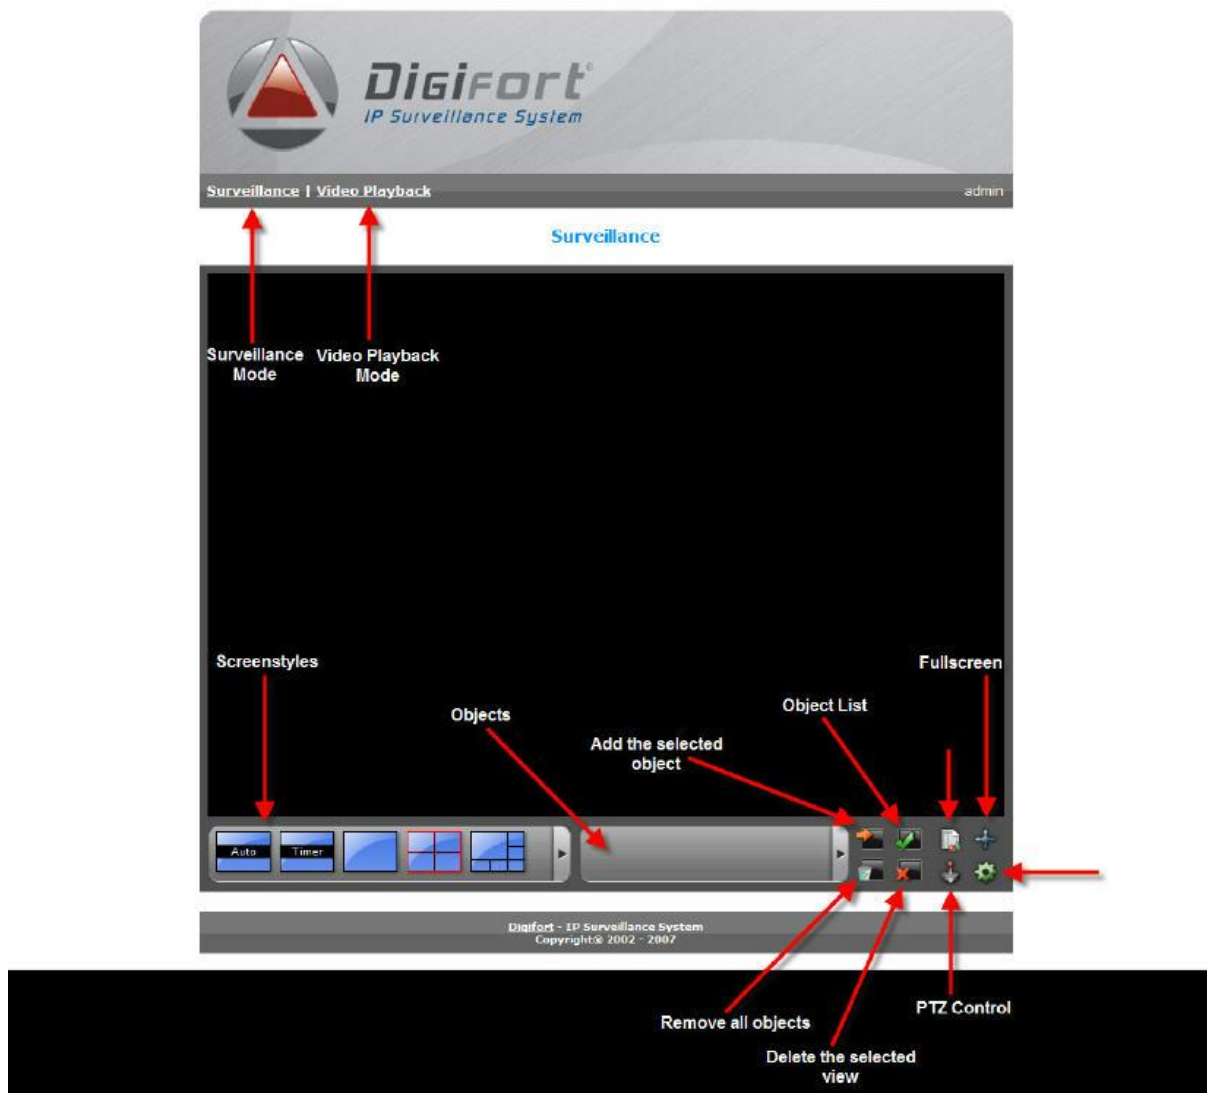 Digifort®
IP Surveillance System
Surveillance | Video Playback
admin
Surveillance
Surveillance
Mode
Video Playback
Mode
Screenstyles
Fullscreen
Objects
Object List
Add the selected
object
Auto
Timer
Digifort - IP Surveillance System
Copyright® 2002 - 2007
PTZ Control
Remove all objects
Delete the selected
view